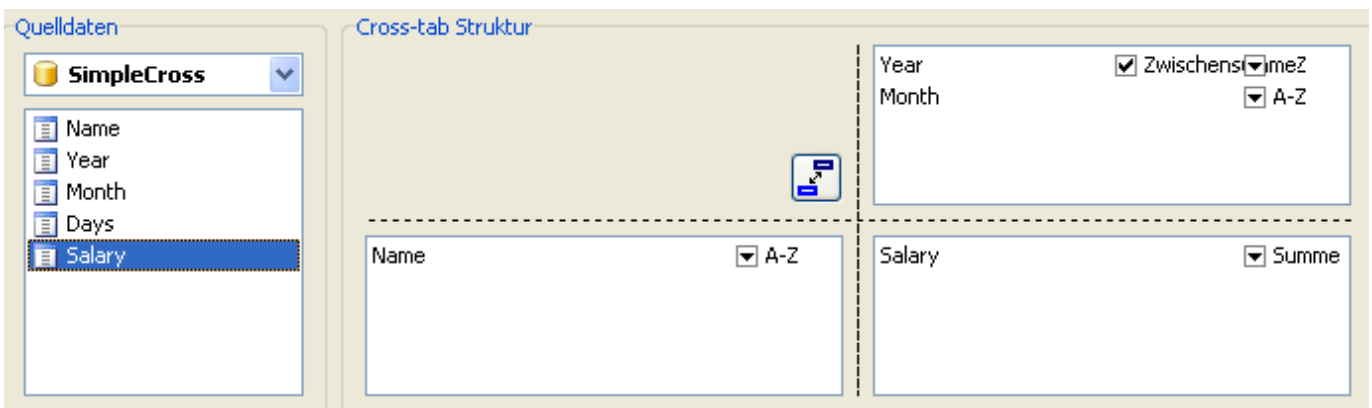 Quelldaten
SimpleCross
Name
Year
Month
Days
Salary
Cross-tab Struktur
Year
Month A-Z
Name A-Z
Salary Summe